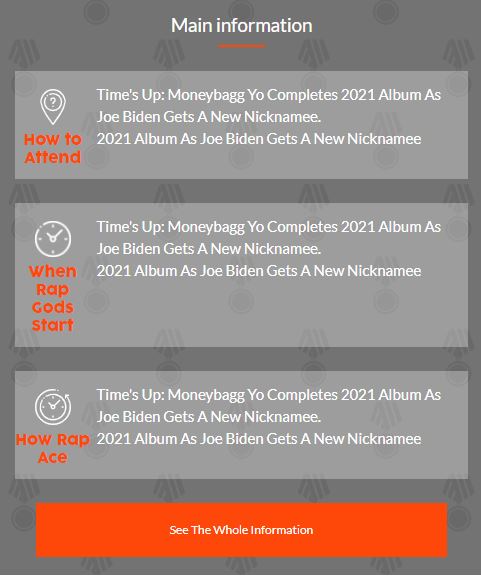 Main information
Time's Up: Moneybagg Yo Completes 2021 Album As
Joe Biden Gets A New Nicknamee.
2021 Album As Joe Biden Gets A New Nicknamee
How to
Attend
Time's Up: Moneybagg Yo Completes 2021 Album As
Joe Biden Gets A New Nicknamee.
2021 Album As Joe Biden Gets A New Nicknamee
When
Rap
Gods
Start
Time's Up: Moneybagg Yo Completes 2021 Album As
Joe Biden Gets A New Nicknamee.
2021 Album As Joe Biden Gets A New Nicknamee
How Rap
Ace
See The Whole Information